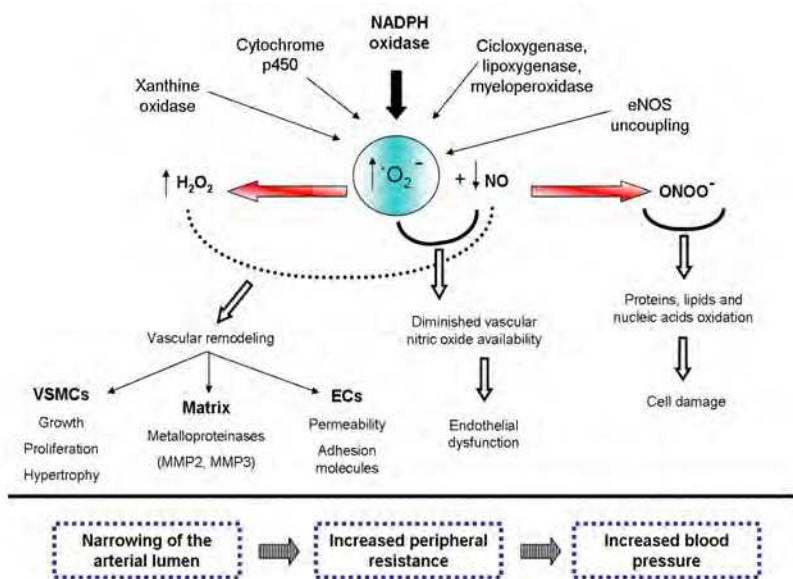 NADPH
oxidase
Cytochrome
p450
Cicloxygenase,
lipoxygenase,
myeloperoxidase
Xanthine
oxidase
eNOS
uncoupling
↑ H₂O₂
↑ ·O₂⁻
+ ↓ NO
ONOO⁻
Vascular remodeling
Diminished vascular
nitric oxide availability
Proteins, lipids and
nucleic acids oxidation
VSMCs
Growth
Proliferation
Hypertrophy
Matrix
Metalloproteinases
(MMP2, MMP3)
ECs
Permeability
Adhesion
molecules
Endothelial
dysfunction
Cell damage
Narrowing of the
arterial lumen
Increased peripheral
resistance
Increased blood
pressure